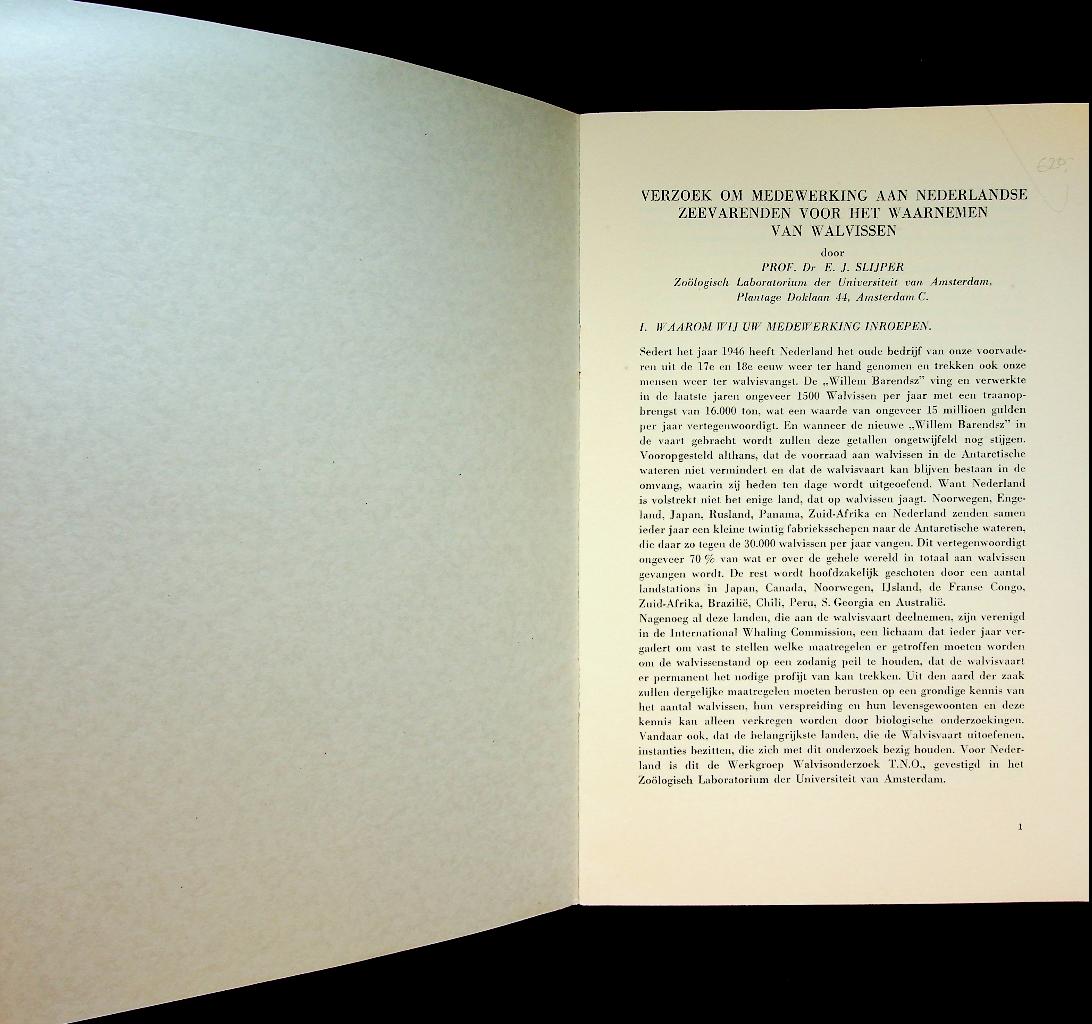 VERZOEK OM MEDEWERKING AAN NEDERLANDSE
ZEEVARENDEN VOOR HET WAARNEMEN
VAN WALVISSEN
door
PROF. Dr E. J. SLIJPER
Zoölogisch Laboratorium der Universiteit van Amsterdam,
Plantage Doklaan 44, Amsterdam C.
I. WAAROM WIJ UW MEDEWERKING INROEPEN.
Sedert het jaar 1946 heeft Nederland het oude bedrijf van onze voorvade-
ren uit de 17e en 18e eeuw weer ter hand genomen en trekken ook onze
mensen weer ter walvisvangst. De „Willem Barendsz” ving en verwerkte
in de laatste jaren ongeveer 1500 Walvissen per jaar met een traanop-
brengst van 16.000 ton, wat een waarde van ongeveer 15 millioen gulden
per jaar vertegenwoordigt. En wanneer de nieuwe „Willem Barendsz” in
de vaart gebracht wordt zullen deze getallen ongetwijfeld nog stijgen.
Vooropgesteld althans, dat de voorraad aan walvissen in de Antarctische
wateren niet vermindert en dat de walvisvaart kan blijven bestaan in de
omvang, waarin zij heden ten dage wordt uitgeoefend. Want Nederland
is volstrekt niet het enige land, dat op walvissen jaagt. Noorwegen, Enge-
land, Japan, Rusland, Panama, Zuid-Afrika en Nederland zenden samen
ieder jaar een kleine twintig fabrieksschepen naar de Antarctische wateren,
die daar zo tegen de 30.000 walvissen per jaar vangen. Dit vertegenwoordigt
ongeveer 70 % van wat er over de gehele wereld in totaal aan walvissen
gevangen wordt. De rest wordt hoofdzakelijk geschoten door een aantal
landstations in Japan, Canada, Noorwegen, IJsland, de Franse Congo,
Zuid-Afrika, Brazilië, Chili, Peru, S. Georgia en Australië.
Nagenoeg al deze landen, die aan de walvisvaart deelnemen, zijn verenigd
in de International Whaling Commission, een lichaam dat ieder jaar ver-
gadert om vast te stellen welke maatregelen er getroffen moeten worden
om de walvissenstand op een zodanig peil te houden, dat de walvisvaart
er permanent het nodige profijt van kan trekken. Uit den aard der zaak
zullen dergelijke maatregelen moeten berusten op een grondige kennis van
het aantal walvissen, hun verspreiding en hun levensgewoonten en deze
kennis kan alleen verkregen worden door biologische onderzoekingen.
Vandaar ook, dat de belangrijkste landen, die de Walvisvaart uitoefenen,
instanties bezitten, die zich met dit onderzoek bezig houden. Voor Neder-
land is dit de Werkgroep Walvisonderzoek T.N.O., gevestigd in het
Zoölogisch Laboratorium der Universiteit van Amsterdam.
1